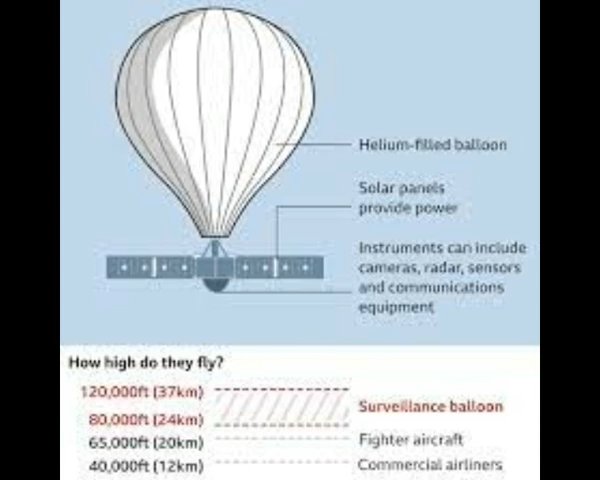 Helium-filled balloon
Solar panels
provide power
Instruments can include
cameras, radar, sensors
and communications
equipment
How high do they fly?
120,000ft (37km)
80,000ft (24km)
Surveillance balloon
65,000ft (20km)
Fighter aircraft
40,000ft (12km)
Commercial airliners